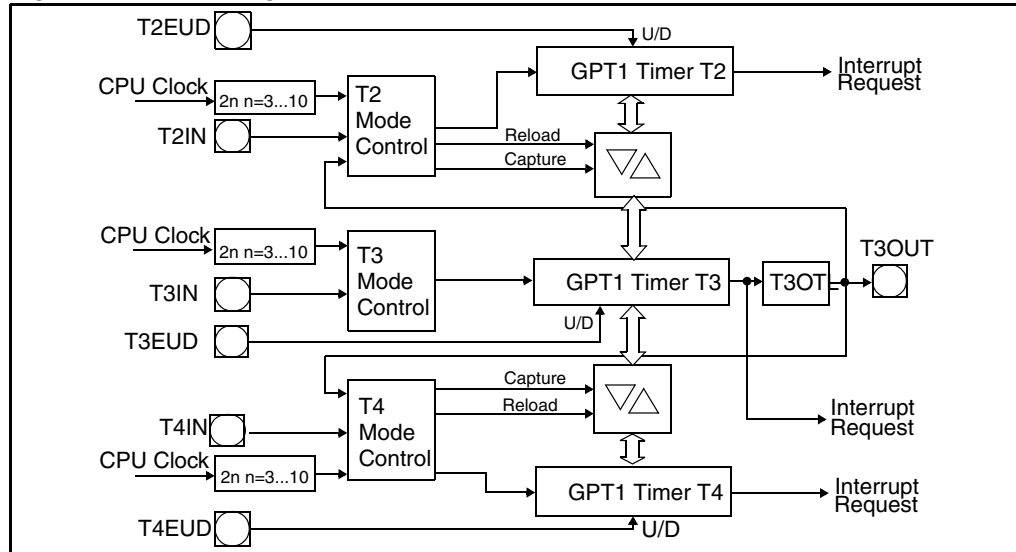 T2EUD
U/D
CPU Clock
2n n=3...10
T2IN
T2
Mode
Control
GPT1 Timer T2
Interrupt
Request
Reload
Capture
CPU Clock
2n n=3...10
T3IN
T3EUD
T3
Mode
Control
GPT1 Timer T3
U/D
T3OTL
T3OUT
Capture
Reload
T4IN
CPU Clock
2n n=3...10
T4
Mode
Control
Interrupt
Request
GPT1 Timer T4
Interrupt
Request
T4EUD
U/D